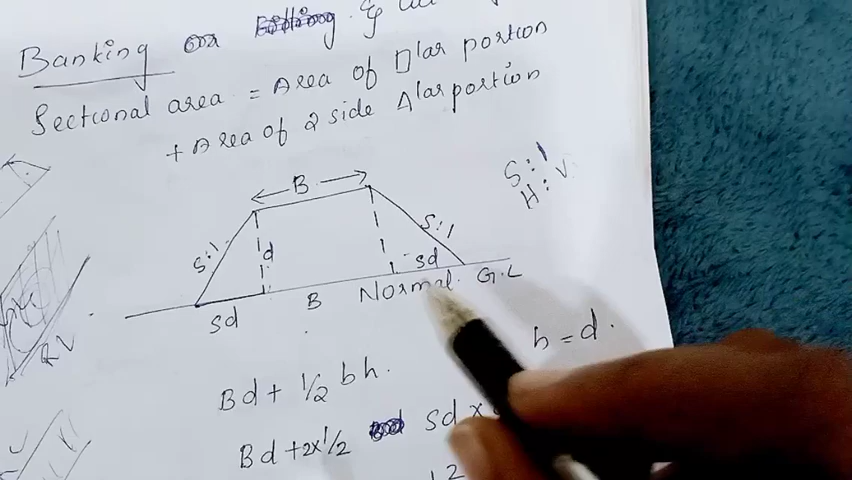 Banking
Sectional area = Area of □lar portion
+ Area of 2 side Δlar portion
B
S:1
H:V
S:1
d
S:1
sd
sd
B
Normal G.L
h = d.
Bd + 1/2 bh.
Bd + 2x1/2 sd x
RL